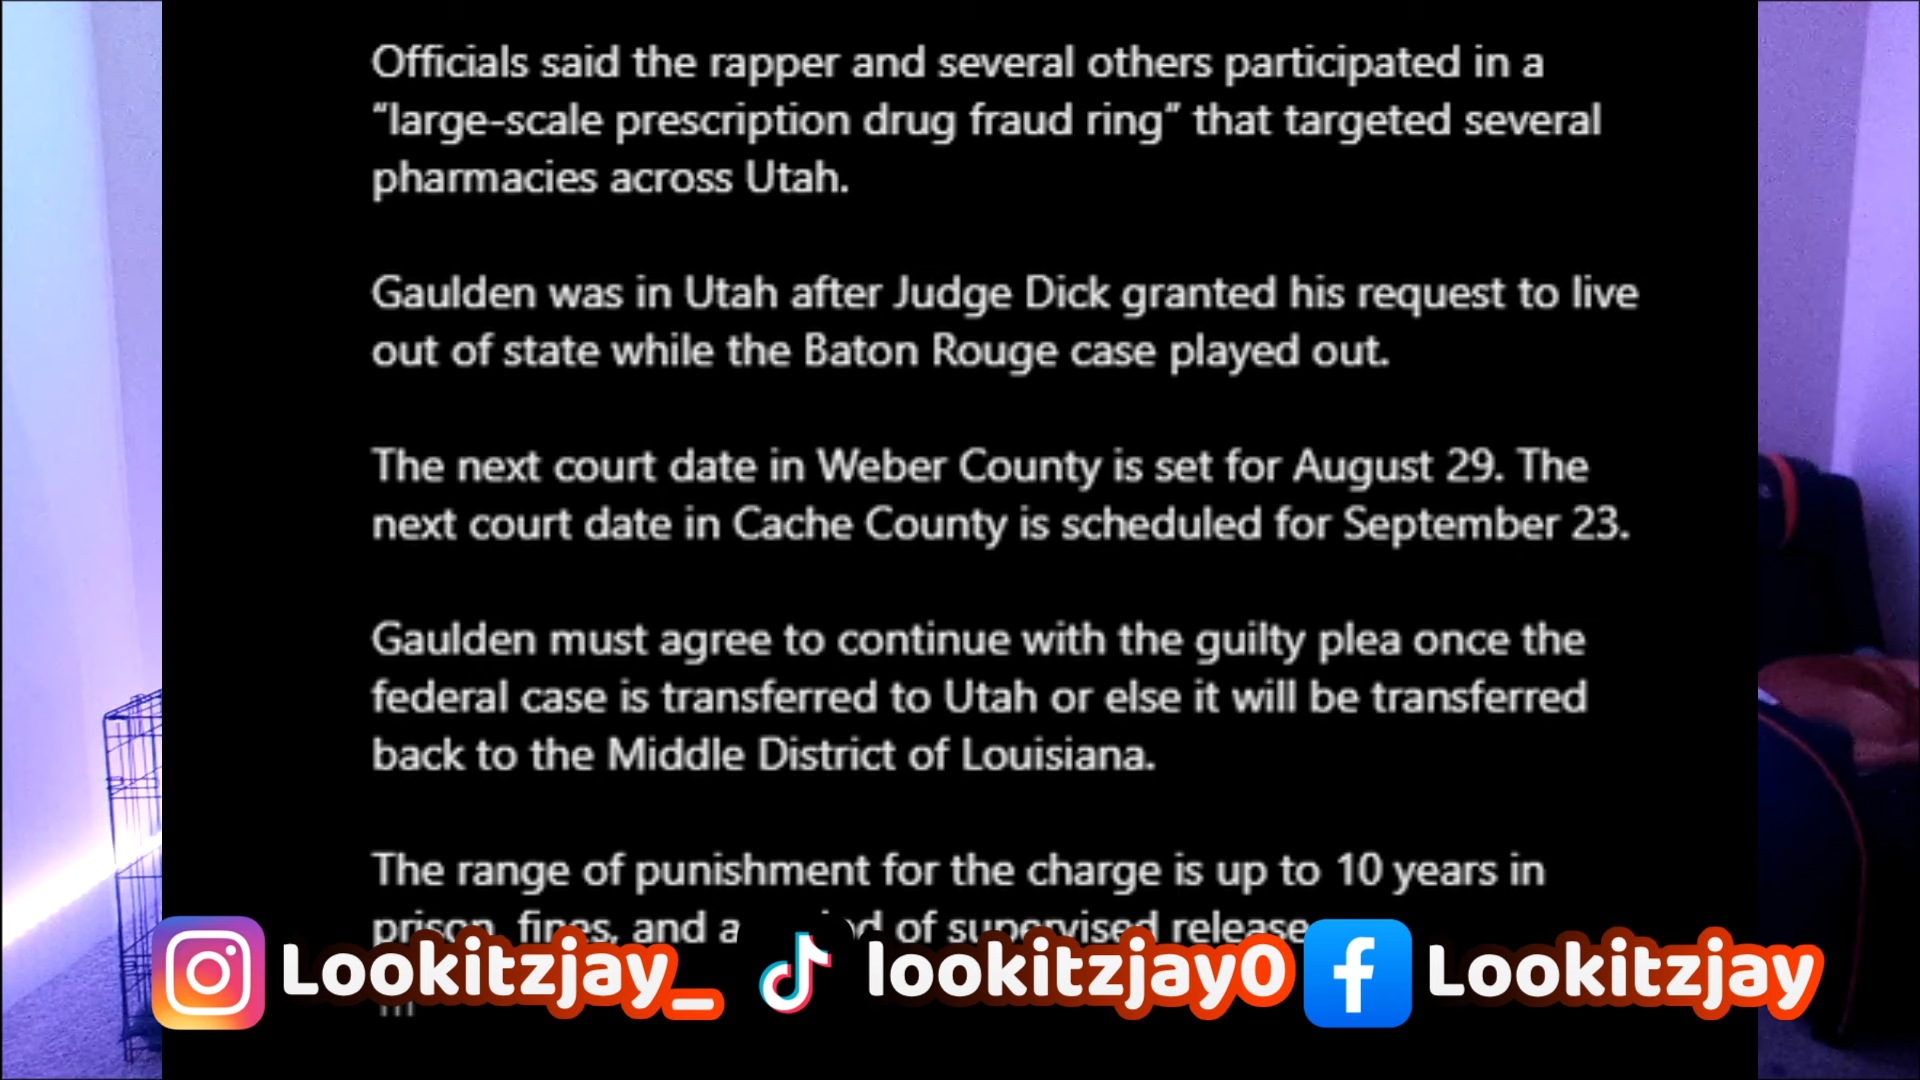 Officials said the rapper and several others participated in a
“large-scale prescription drug fraud ring” that targeted several
pharmacies across Utah.
Gaulden was in Utah after Judge Dick granted his request to live
out of state while the Baton Rouge case played out.
The next court date in Weber County is set for August 29. The
next court date in Cache County is scheduled for September 23.
Gaulden must agree to continue with the guilty plea once the
federal case is transferred to Utah or else it will be transferred
back to the Middle District of Louisiana.
The range of punishment for the charge is up to 10 years in
prison, fines, and a of supervised release
Lookitzjay_ lookitzjay0 Lookitzjay